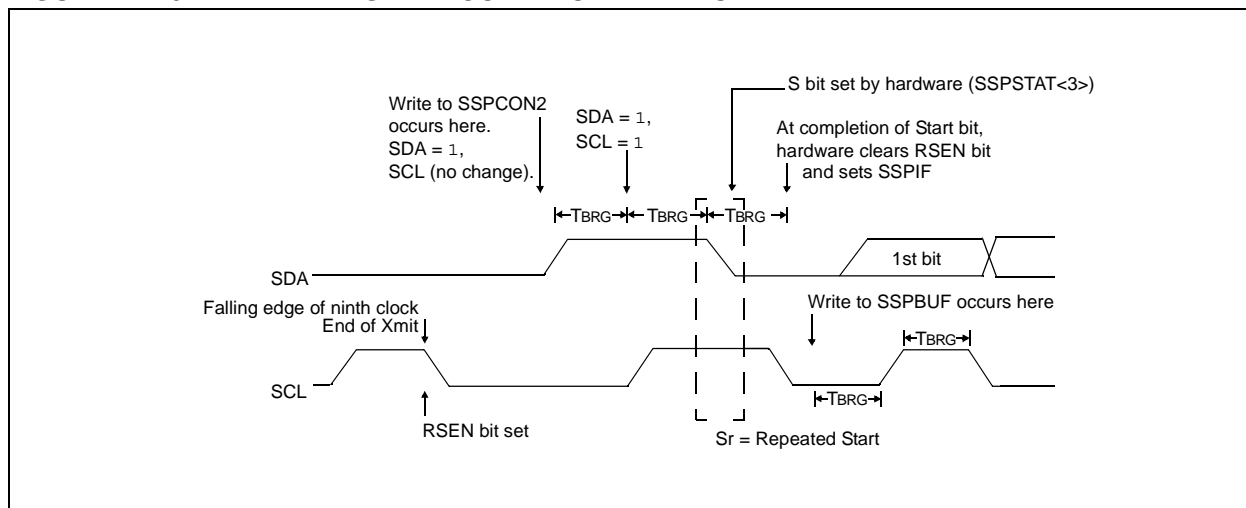 S bit set by hardware (SSPSTAT<3>)
Write to SSPCON2
occurs here.
SDA = 1,
SCL (no change).
SDA = 1,
SCL = 1
At completion of Start bit,
hardware clears RSEN bit
and sets SSPIF
TBRG
TBRG
TBRG
SDA
1st bit
Falling edge of ninth clock
End of Xmit
Write to SSPBUF occurs here
TBRG
SCL
TBRG
RSEN bit set
Sr = Repeated Start